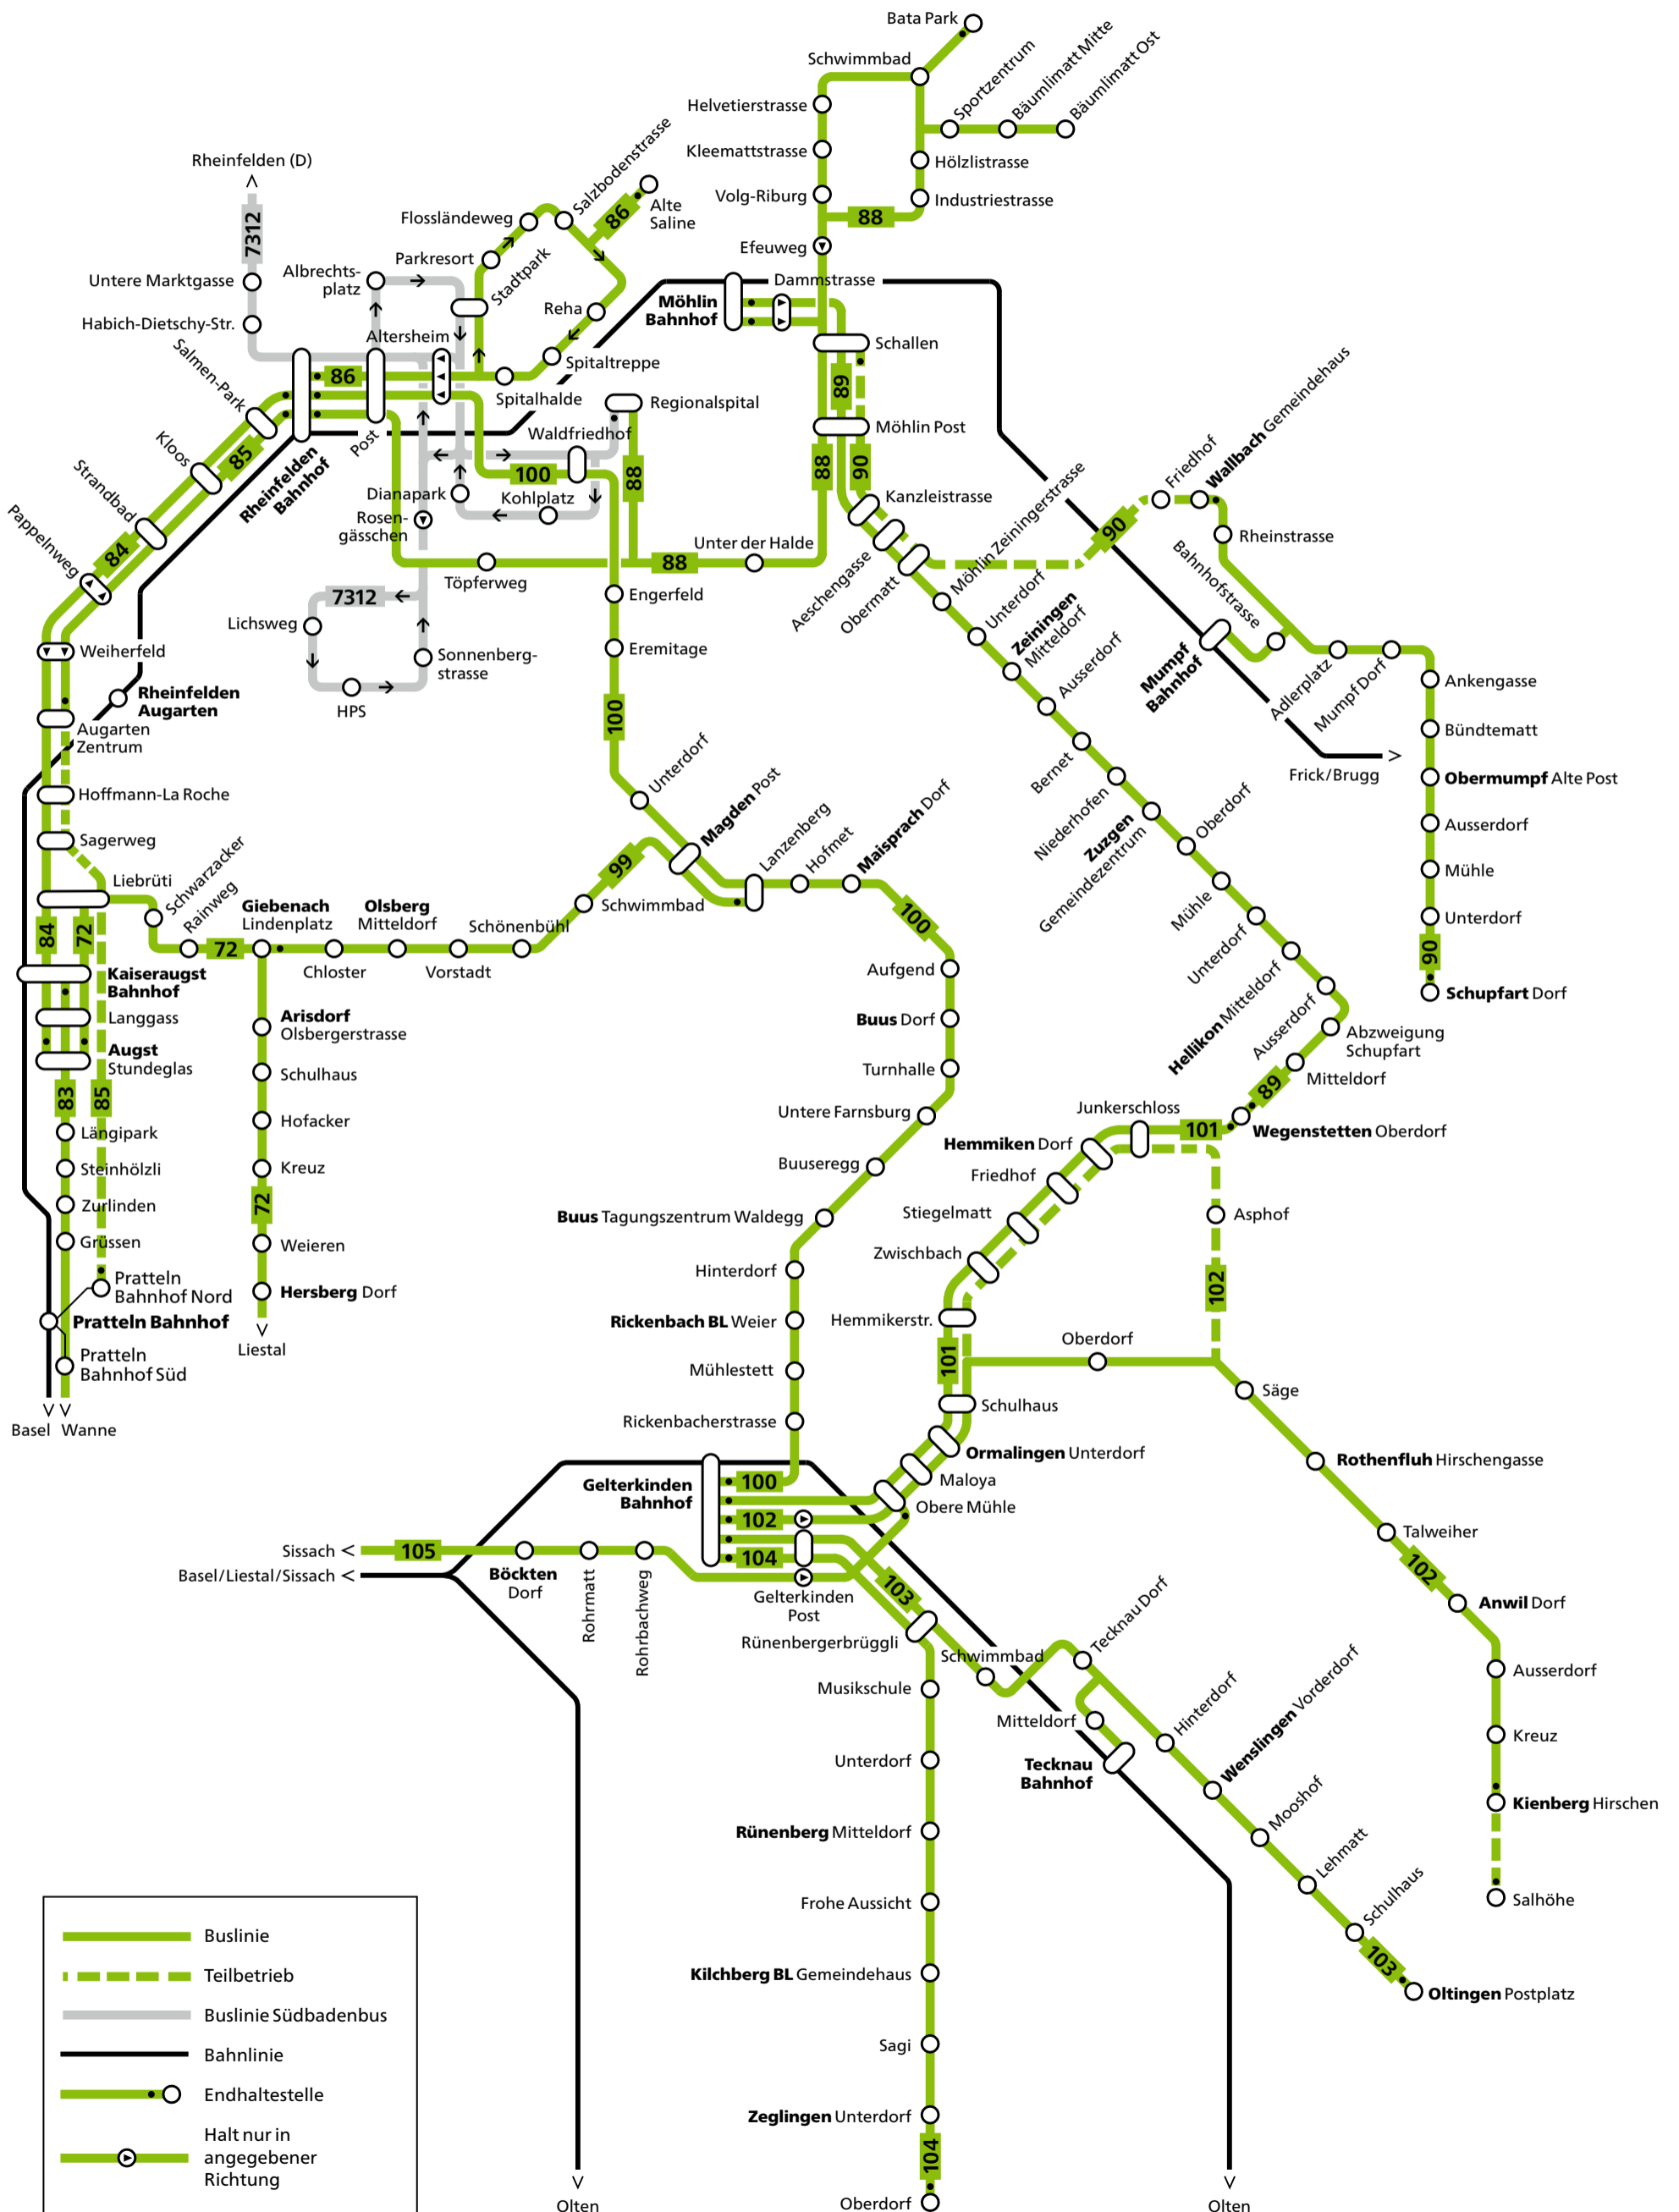 Bata Park
Schwimmbad
Sportzentrum
Bäumlimatt Mitte
Bäumlimatt Ost
Helvetierstrasse
Kleemattstrasse
Hölzlistrasse
Volg-Riburg
Industriestrasse
88
Efeuweg
Rheinfelden (D)
7312
Untere Marktgasse
Habich-Dietschy-Str.
Albrechts-
platz
Flossländeweg
Salzbodenstrasse
86
Alte
Saline
Parkresort
Stadtpark
Reha
Altersheim
Spitaltreppe
Spitalhalde
Dammstrasse
Möhlin
Bahnhof
Schallen
89
Möhlin Post
88
90
Salmen-Park
86
Post
Kloos
85
Rheinfelden
Bahnhof
Strandbad
Pappelnweg
84
Regionalspital
Waldfriedhof
100
88
Dianapark
Kohlplatz
Rosen-
gässchen
Unter der Halde
88
Töpferweg
7312
Lichsweg
Sonnenberg-
strasse
HPS
Engerfeld
Eremitage
100
Kanzleistrasse
Aeschengasse
Obermatt
Möhlin Zeiningerstrasse
90
Friedhof
Wallbach Gemeindehaus
Rheinstrasse
Bahnhofstrasse
Mumpf
Bahnhof
Adlerplatz
Mumpf Dorf
Ankengasse
Bündtematt
Obermumpf Alte Post
Ausserdorf
Mühle
Unterdorf
90
Schupfart Dorf
Frick/Brugg
Unterdorf
Zeiningen
Mitteldorf
Ausserdorf
Bernet
Niederhofen
Zuzgen
Gemeindezentrum
Oberdorf
Mühle
Unterdorf
Hellikon Mitteldorf
Ausserdorf
Abzweigung
Schupfart
Mitteldorf
89
Wegenstetten Oberdorf
Weiherfeld
Rheinfelden
Augarten
Augarten
Zentrum
Hoffmann-La Roche
Sagerweg
Liebrüti
Schwarzacker
Rainweg
84
72
72
Giebenach
Lindenplatz
Chloster
Olsberg
Mitteldorf
Vorstadt
Schönenbühl
Schwimmbad
99
Unterdorf
Magden Post
Lanzenberg
Hofmet
Maisprach Dorf
100
Aufgend
Buus Dorf
Turnhalle
Untere Farnsburg
Buuseregg
Buus Tagungszentrum Waldegg
Hinterdorf
Rickenbach BL Weier
Mühlestett
Rickenbacherstrasse
Kaiseraugst
Bahnhof
Langgass
Augst
Stundeglas
83
85
Längipark
Steinhölzli
Zurlinden
Grüssen
Pratteln
Bahnhof Nord
Pratteln Bahnhof
Pratteln
Bahnhof Süd
Basel
Wanne
Arisdorf
Olsbergerstrasse
Schulhaus
Hofacker
Kreuz
72
Weieren
Hersberg Dorf
Liestal
Junkerschloss
101
Hemmiken Dorf
Friedhof
Stiegelmatt
Zwischbach
Hemmikerstr.
101
Asphof
102
Oberdorf
Schulhaus
Säge
Ormalingen Unterdorf
Maloya
Obere Mühle
Rothenfluh Hirschengasse
Talweiher
102
Anwil Dorf
Ausserdorf
Kreuz
Kienberg Hirschen
Salhöhe
Gelterkinden
Bahnhof
100
102
104
Sissach
105
Basel/Liestal/Sissach
Böckten
Dorf
Rohrmatt
Rohrbachweg
Gelterkinden
Post
103
Rünenbergerbrüggli
Schwimmbad
Tecknau Dorf
Mitteldorf
Tecknau
Bahnhof
Hinterdorf
Wenslingen Vorderdorf
Mooshof
Lehmatt
Schulhaus
103
Oltingen Postplatz
Musikschule
Unterdorf
Rünenberg Mitteldorf
Frohe Aussicht
Kilchberg BL Gemeindehaus
Sagi
Zeglingen Unterdorf
104
Oberdorf
Olten
Olten
Buslinie
Teilbetrieb
Buslinie Südbadenbus
Bahnlinie
Endhaltestelle
Halt nur in
angegebener
Richtung